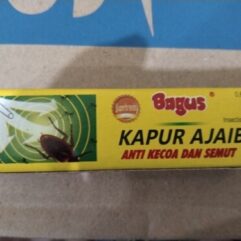 Bagus
KAPUR AJAIB
ANTI KECOA DAN SEMUT